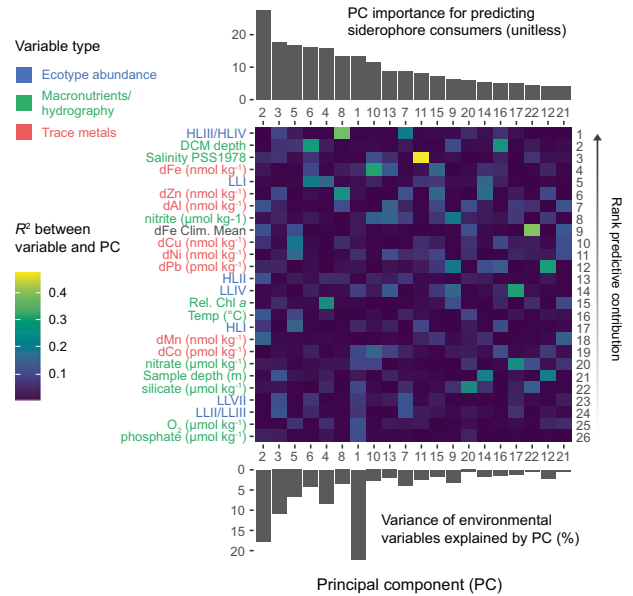 PC importance for predicting
siderophore consumers (unitless)
Variable type
Ecotype abundance
Macronutrients/
hydrography
Trace metals
20
10
0
2 3 5 6 4 8 1 10 13 7 11 15 9 20 14 16 17 22 12 21
HLIII/HLIV 1
DCM depth 2
Salinity PSS1978 3
dFe (nmol kg⁻¹) 4
LLI 5
dZn (nmol kg⁻¹) 6
dAl (nmol kg⁻¹) 7
nitrite (μmol kg-1) 8
dFe Clim. Mean 9
dCu (nmol kg⁻¹) 10
dNi (nmol kg⁻¹) 11
dPb (pmol kg⁻¹) 12
HLII 13
LLIV 14
Rel. Chl a 15
Temp (°C) 16
HLI 17
dMn (nmol kg⁻¹) 18
dCo (pmol kg⁻¹) 19
nitrate (μmol kg⁻¹) 20
Sample depth (m) 21
silicate (μmol kg⁻¹) 22
LLVII 23
LLII/LLIII 24
O₂ (μmol kg⁻¹) 25
phosphate (μmol kg⁻¹) 26
Rank predictive contribution
R² between
variable and PC
0.4
0.3
0.2
0.1
2 3 5 6 4 8 1 10 13 7 11 15 9 20 14 16 17 22 12 21
0
5
10
15
20
Variance of environmental
variables explained by PC (%)
Principal component (PC)